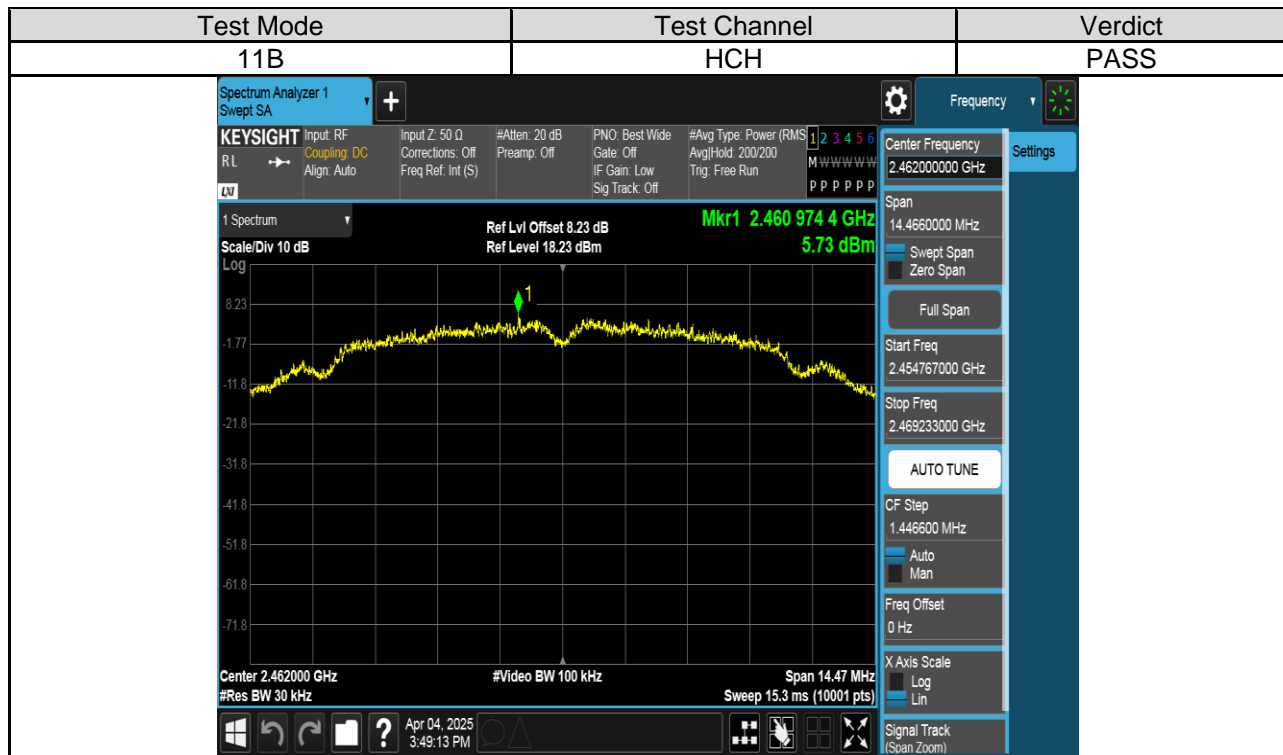 Test Mode Test Channel Verdict
11B HCH PASS
Spectrum Analyzer 1
Swept SA
+
Frequency
KEYSIGHT
RL
LXI
Input: RF
Coupling: DC
Align: Auto
Input Z: 50 Ω
Corrections: Off
Freq Ref: Int (S)
#Atten: 20 dB
Preamp: Off
PNO: Best Wide
Gate: Off
IF Gain: Low
Sig Track: Off
#Avg Type: Power (RMS
Avg|Hold: 200/200
Trig: Free Run
1 2 3 4 5 6
M W W W W W
P P P P P P
1 Spectrum
Scale/Div 10 dB
Log
Ref Lvl Offset 8.23 dB
Ref Level 18.23 dBm
Mkr1 2.460 974 4 GHz
5.73 dBm
1
8.23
-1.77
-11.8
-21.8
-31.8
-41.8
-51.8
-61.8
-71.8
Center 2.462000 GHz
#Res BW 30 kHz
#Video BW 100 kHz
Span 14.47 MHz
Sweep 15.3 ms (10001 pts)
?
Apr 04, 2025
3:49:13 PM
Center Frequency
2.462000000 GHz
Span
14.4660000 MHz
Swept Span
Zero Span
Full Span
Start Freq
2.454767000 GHz
Stop Freq
2.469233000 GHz
AUTO TUNE
CF Step
1.446600 MHz
Auto
Man
Freq Offset
0 Hz
X Axis Scale
Log
Lin
Signal Track
(Span Zoom)
Settings